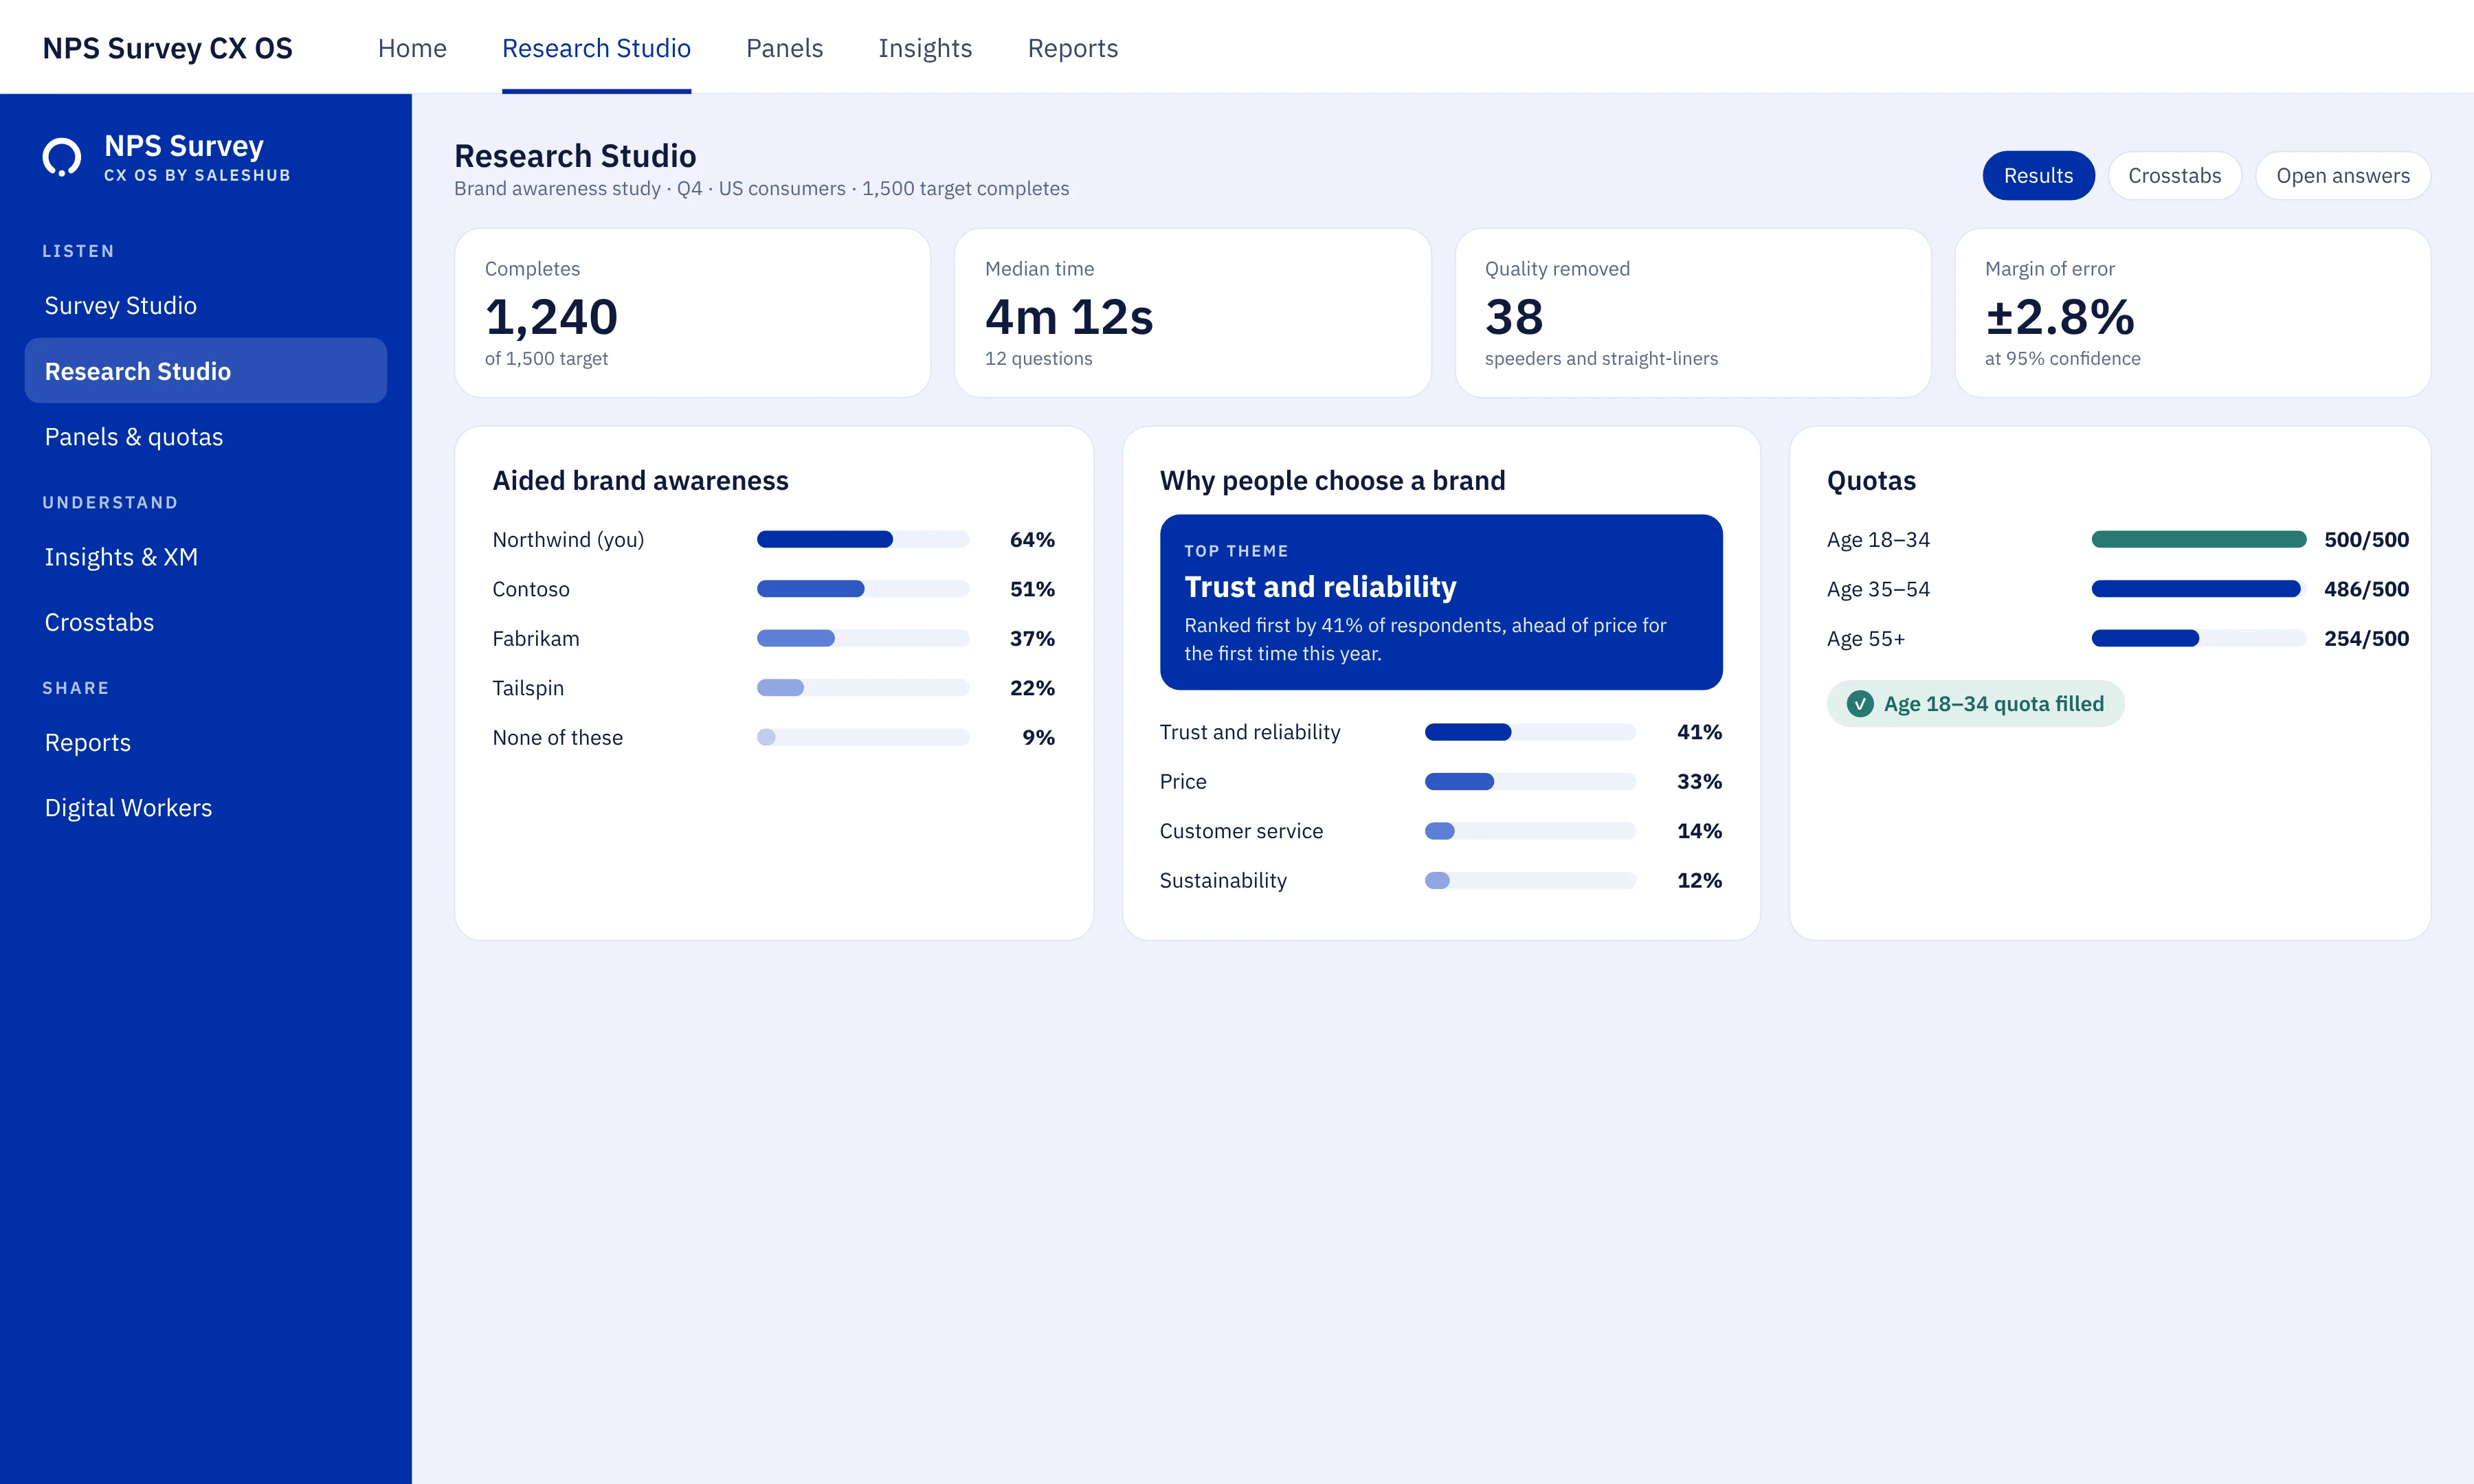 NPS Survey CX OS
Home
Research Studio
Panels
Insights
Reports
NPS Survey
CX OS BY SALESHUB
LISTEN
Survey Studio
Research Studio
Panels & quotas
UNDERSTAND
Insights & XM
Crosstabs
SHARE
Reports
Digital Workers
Research Studio
Brand awareness study · Q4 · US consumers · 1,500 target completes
Results
Crosstabs
Open answers
Completes
1,240
of 1,500 target
Median time
4m 12s
12 questions
Quality removed
38
speeders and straight-liners
Margin of error
±2.8%
at 95% confidence
Aided brand awareness
Northwind (you) 64%
Contoso 51%
Fabrikam 37%
Tailspin 22%
None of these 9%
Why people choose a brand
TOP THEME
Trust and reliability
Ranked first by 41% of respondents, ahead of price for
the first time this year.
Trust and reliability 41%
Price 33%
Customer service 14%
Sustainability 12%
Quotas
Age 18–34 500/500
Age 35–54 486/500
Age 55+ 254/500
Age 18–34 quota filled